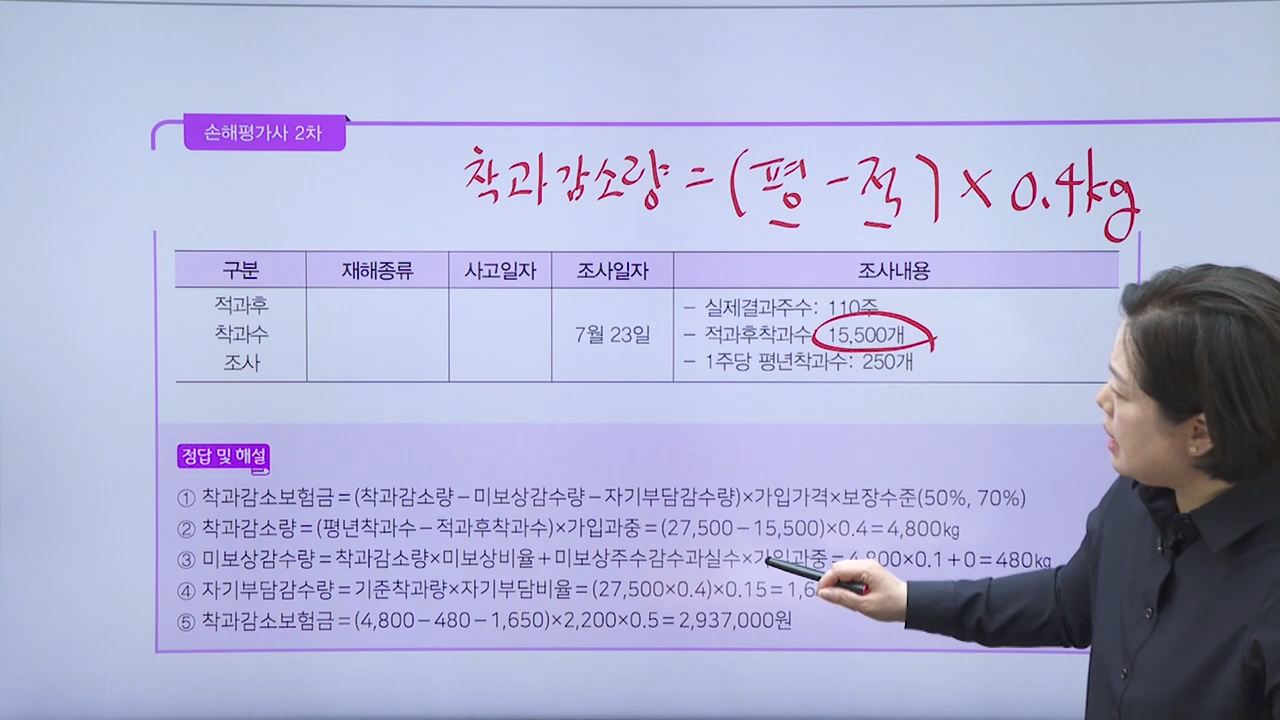 손해평가사 2차
착과감소량 = (평 - 적) × 0.4kg
구분 재해종류 사고일자 조사일자 조사내용
적과후 착과수 조사
7월 23일
- 실제결과주수: 110주
- 적과후착과수: 15,500개
- 1주당 평년착과수: 250개
정답 및 해설
① 착과감소보험금=(착과감소량-미보상감수량-자기부담감수량)×가입가격×보장수준(50%, 70%)
② 착과감소량=(평년착과수-적과후착과수)×가입과중=(27,500-15,500)×0.4=4,800kg
③ 미보상감수량=착과감소량×미보상비율+미보상주수감수과실수×가입과중=4,800×0.1+0=480kg
④ 자기부담감수량=기준착과량×자기부담비율=(27,500×0.4)×0.15=1,6
⑤ 착과감소보험금=(4,800-480-1,650)×2,200×0.5=2,937,000원